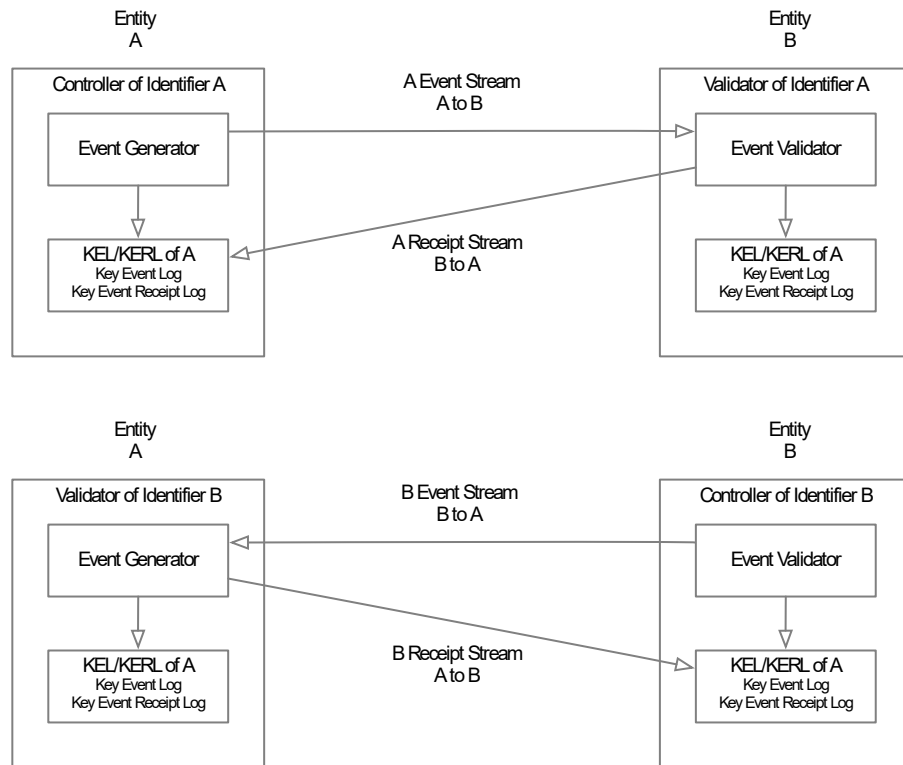 Entity
A
Entity
B
Controller of Identifier A
A Event Stream
A to B
Validator of Identifier A
Event Generator
Event Validator
A Receipt Stream
B to A
KEL/KERL of A
Key Event Log
Key Event Receipt Log
KEL/KERL of A
Key Event Log
Key Event Receipt Log
Entity
A
Entity
B
Validator of Identifier B
B Event Stream
B to A
Controller of Identifier B
Event Generator
Event Validator
B Receipt Stream
A to B
KEL/KERL of A
Key Event Log
Key Event Receipt Log
KEL/KERL of A
Key Event Log
Key Event Receipt Log